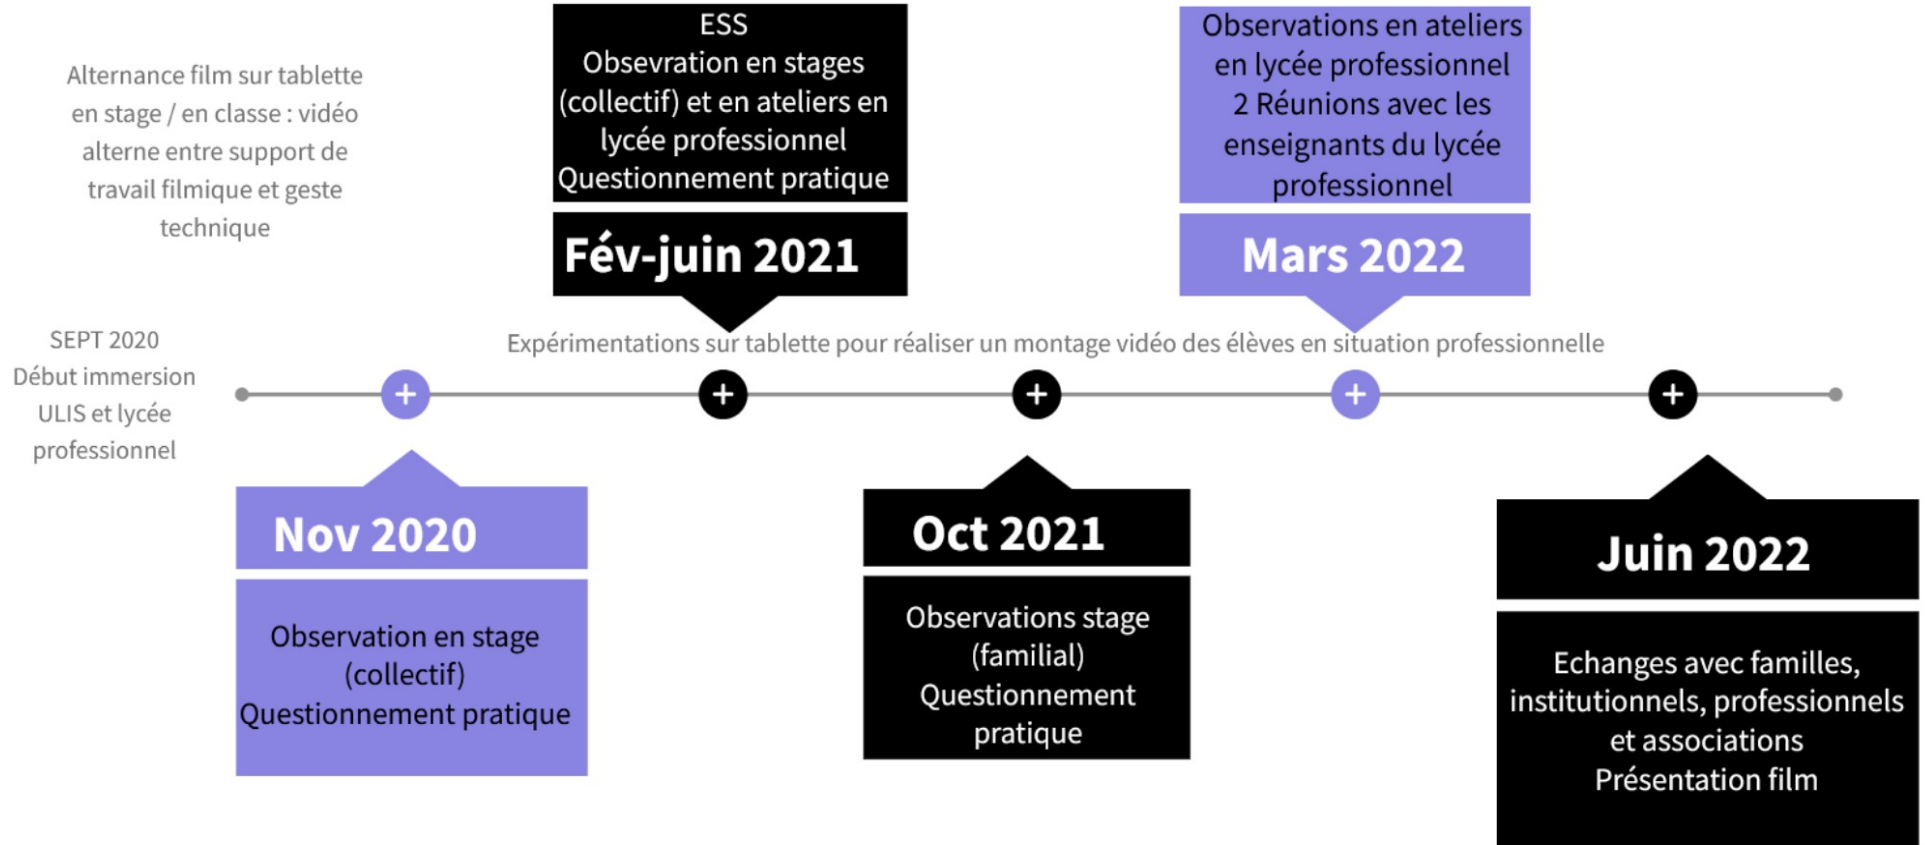 Alternance film sur tablette
en stage / en classe : vidéo
alterne entre support de
travail filmique et geste
technique
ESS
Obsevration en stages
(collectif) et en ateliers en
lycée professionnel
Questionnement pratique
Fév-juin 2021
Observations en ateliers
en lycée professionnel
2 Réunions avec les
enseignants du lycée
professionnel
Mars 2022
SEPT 2020
Début immersion
ULIS et lycée
professionnel
Expérimentations sur tablette pour réaliser un montage vidéo des élèves en situation professionnelle
+
+
+
+
+
Nov 2020
Observation en stage
(collectif)
Questionnement pratique
Oct 2021
Observations stage
(familial)
Questionnement
pratique
Juin 2022
Echanges avec familles,
institutionnels, professionnels
et associations
Présentation film